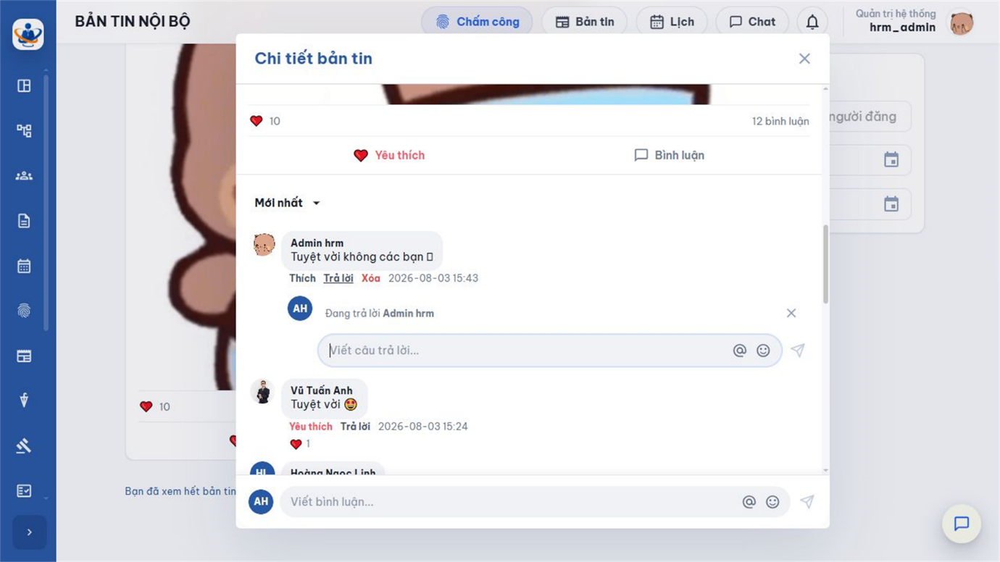 BẢN TIN NỘI BỘ
Chấm công
Bản tin
Lịch
Chat
Quản trị hệ thống
hrm_admin
Chi tiết bản tin
người đăng
10
12 bình luận
Yêu thích
Bình luận
Mới nhất
Admin hrm
Tuyệt vời không các bạn
Thích Trả lời Xóa 2026-08-03 15:43
AH
Đang trả lời Admin hrm
Viết câu trả lời...
Vũ Tuấn Anh
Tuyệt vời 🤩
Yêu thích Trả lời 2026-08-03 15:24
1
HL
Hoàng Ngọc Linh
10
Bạn đã xem hết bản tin
AH
Viết bình luận...